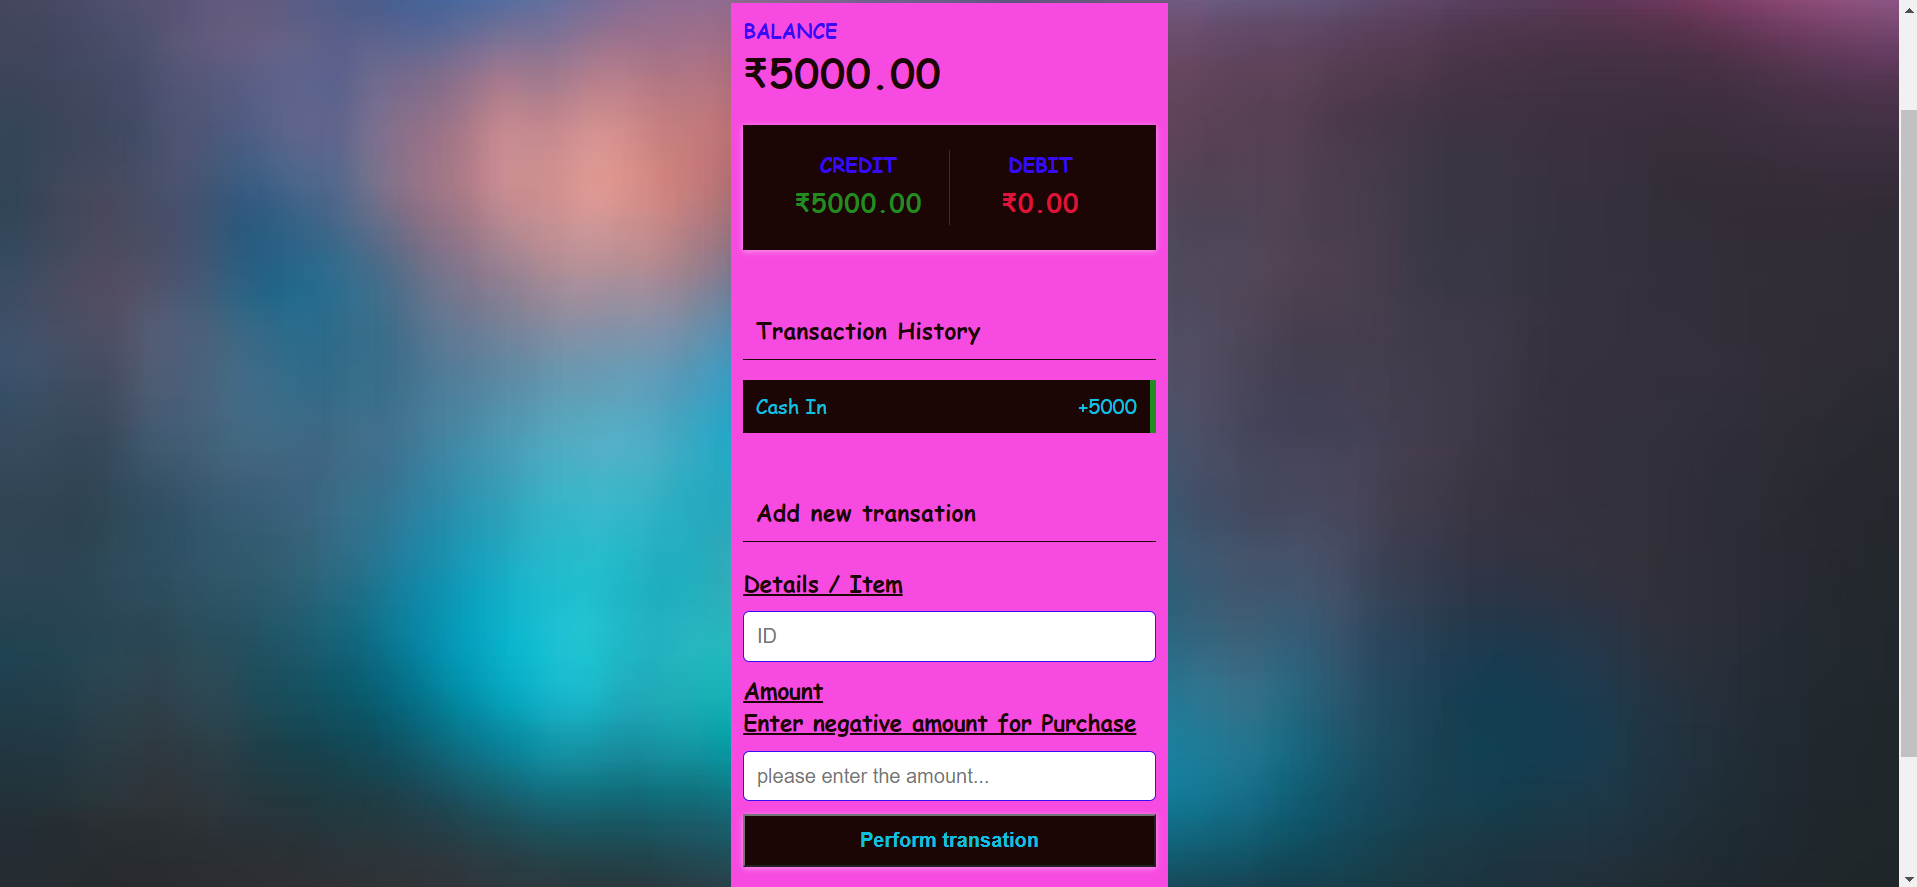 BALANCE
₹5000.00
CREDIT DEBIT
₹5000.00 ₹0.00
Transaction History
Cash In +5000
Add new transation
Details / Item
ID
Amount
Enter negative amount for Purchase
please enter the amount...
Perform transation